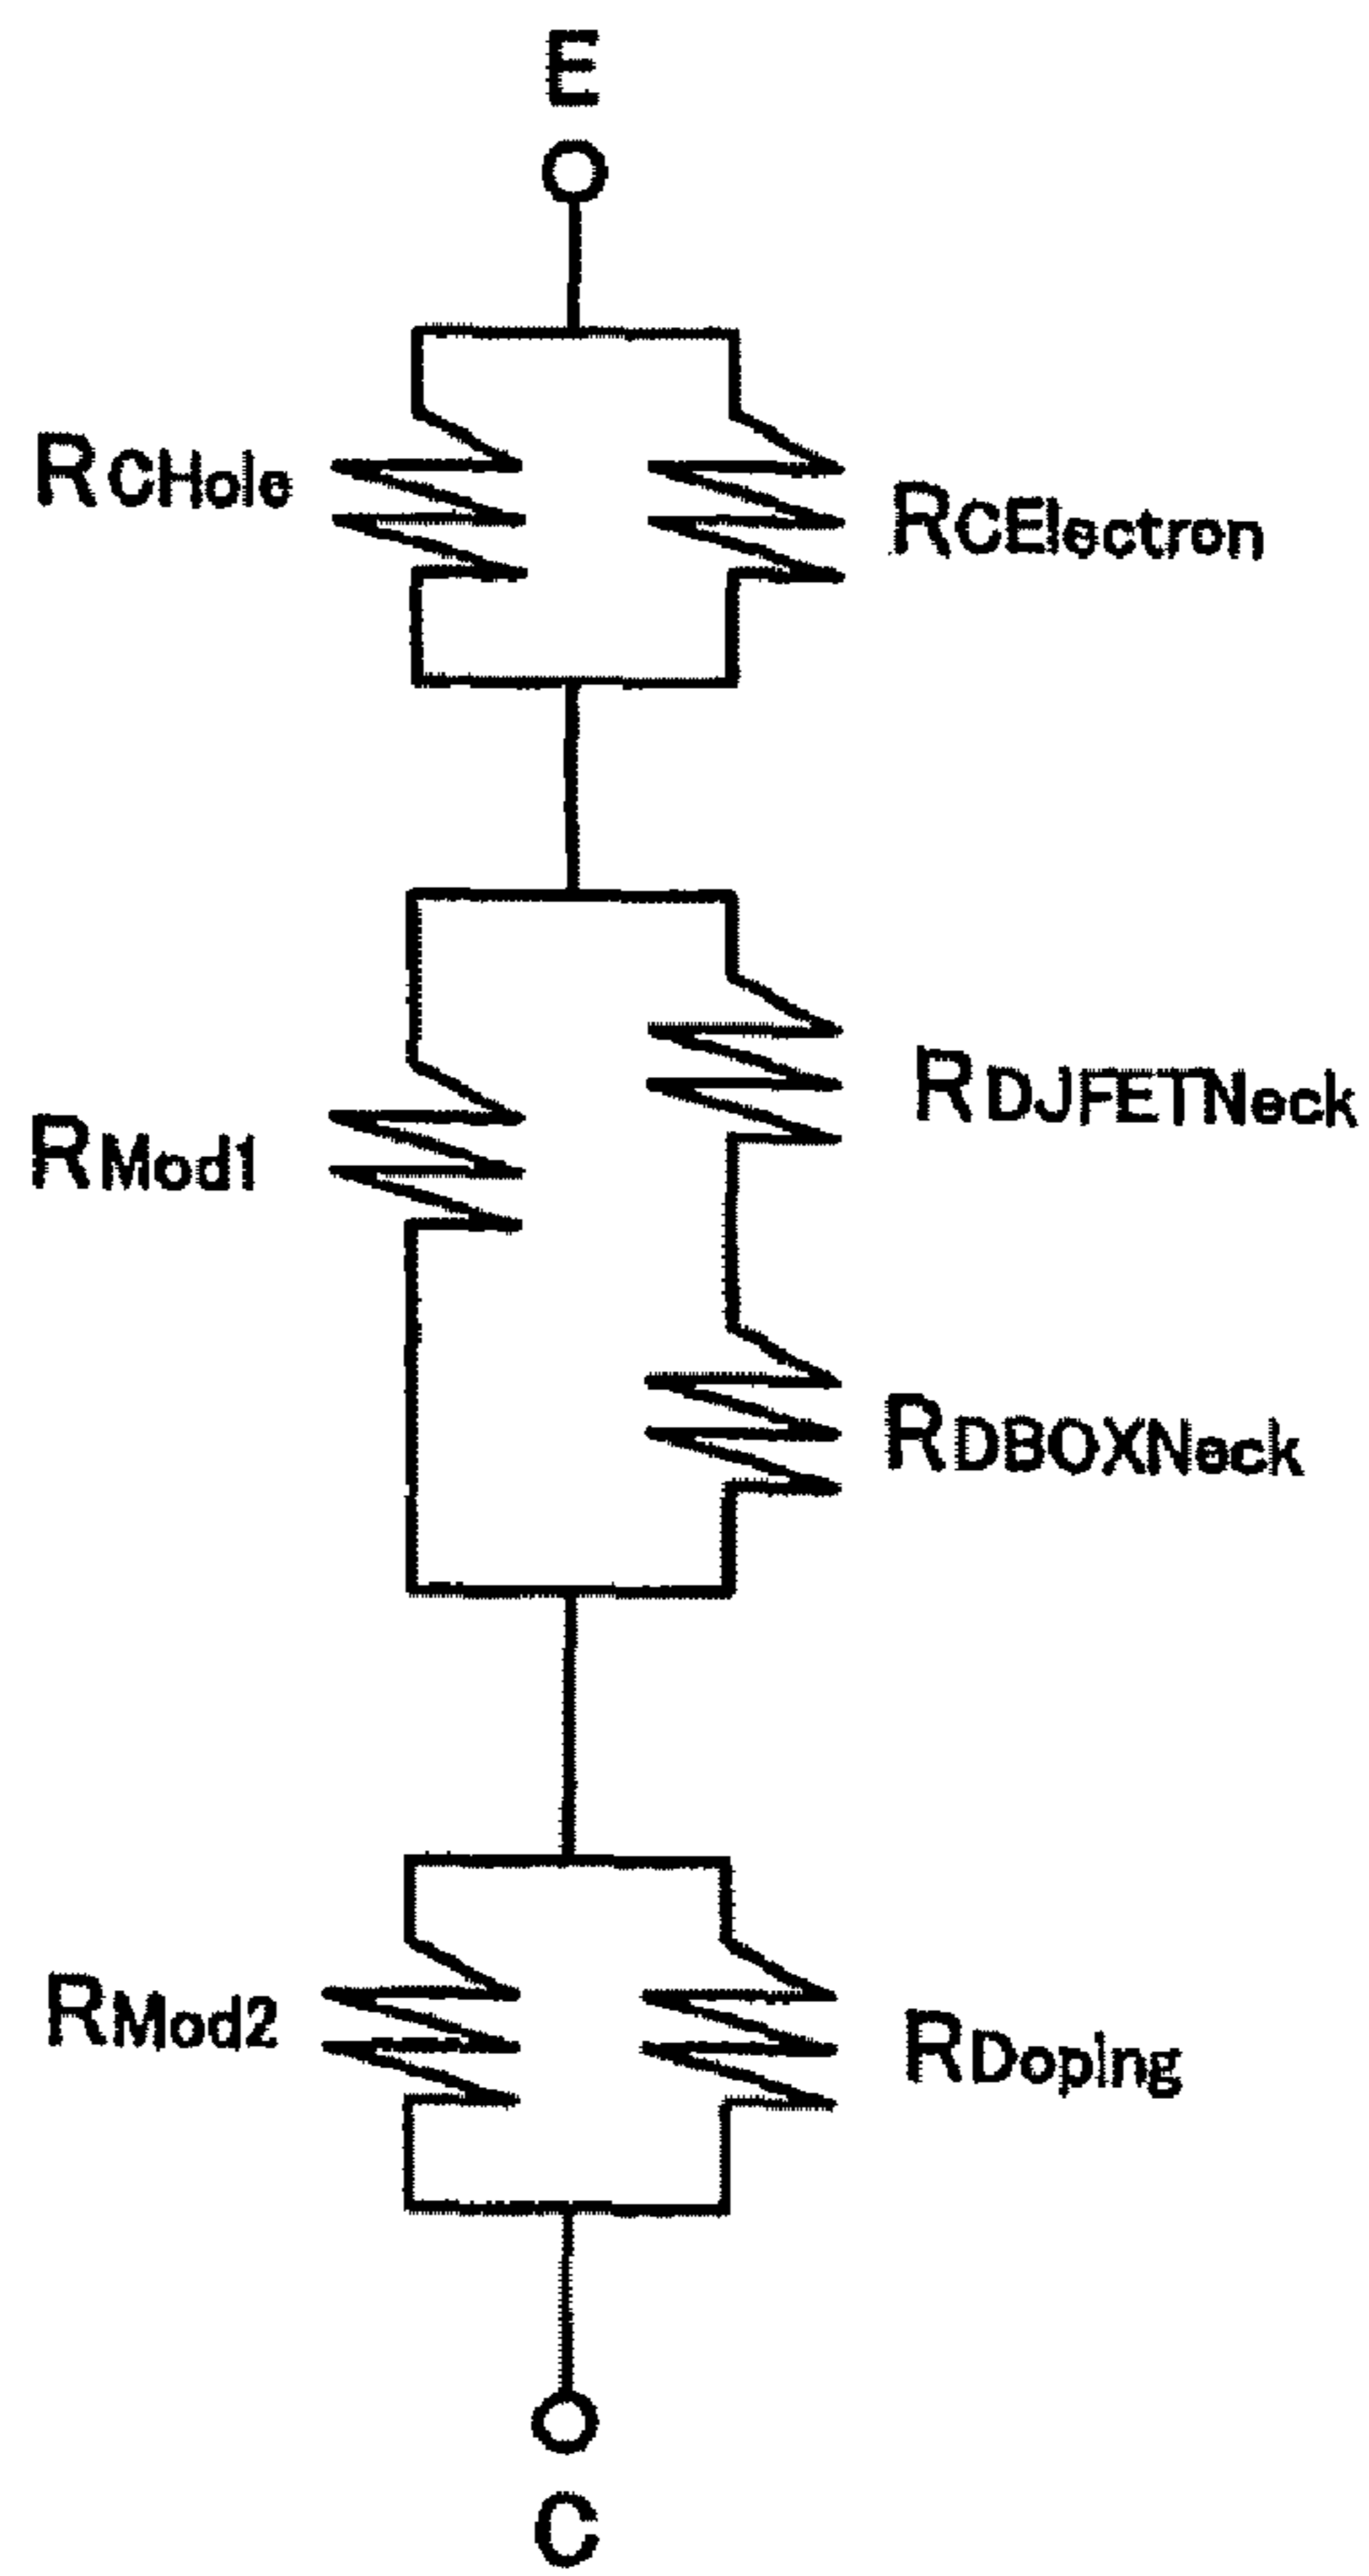 E
RCHole
RCElectron
RDJFETNeck
RMod1
RDBOXNeck
RMod2
RDoping
C